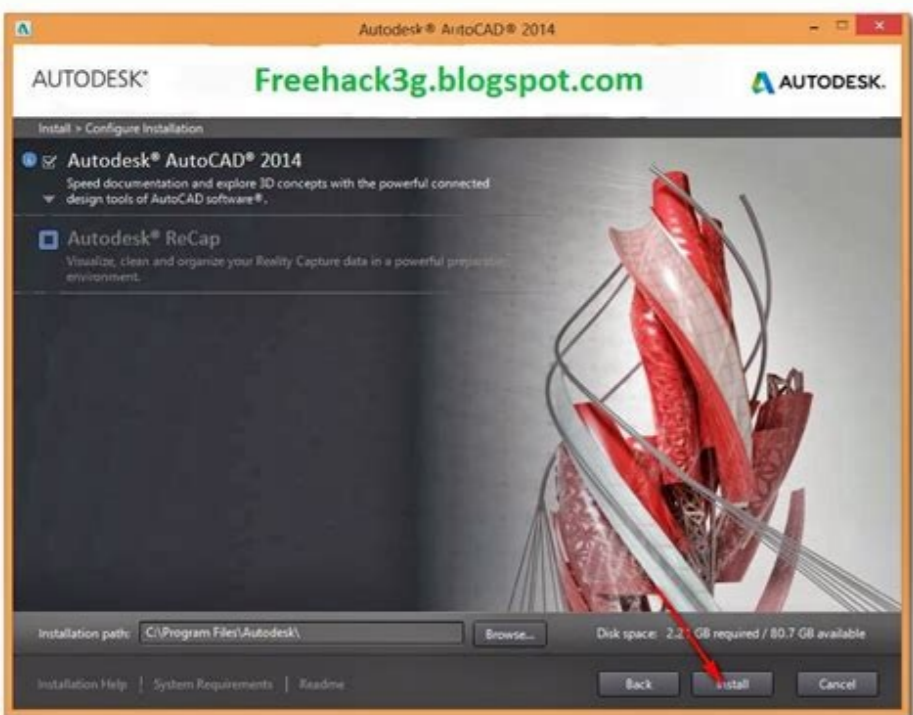 Autodesk® AutoCAD® 2014
AUTODESK®
Freehack3g.blogspot.com
AUTODESK.
Install > Configure Installation
Autodesk® AutoCAD® 2014
Speed documentation and explore 3D concepts with the powerful connected
design tools of AutoCAD software®.
Autodesk® ReCap
Visualize, clean and organize your Reality Capture data in a powerful preparation
environment.
Installation path: C:\Program Files\Autodesk\ Browse... Disk space: 2.21 GB required / 80.7 GB available
Installation Help | System Requirements | Readme
Back Install Cancel